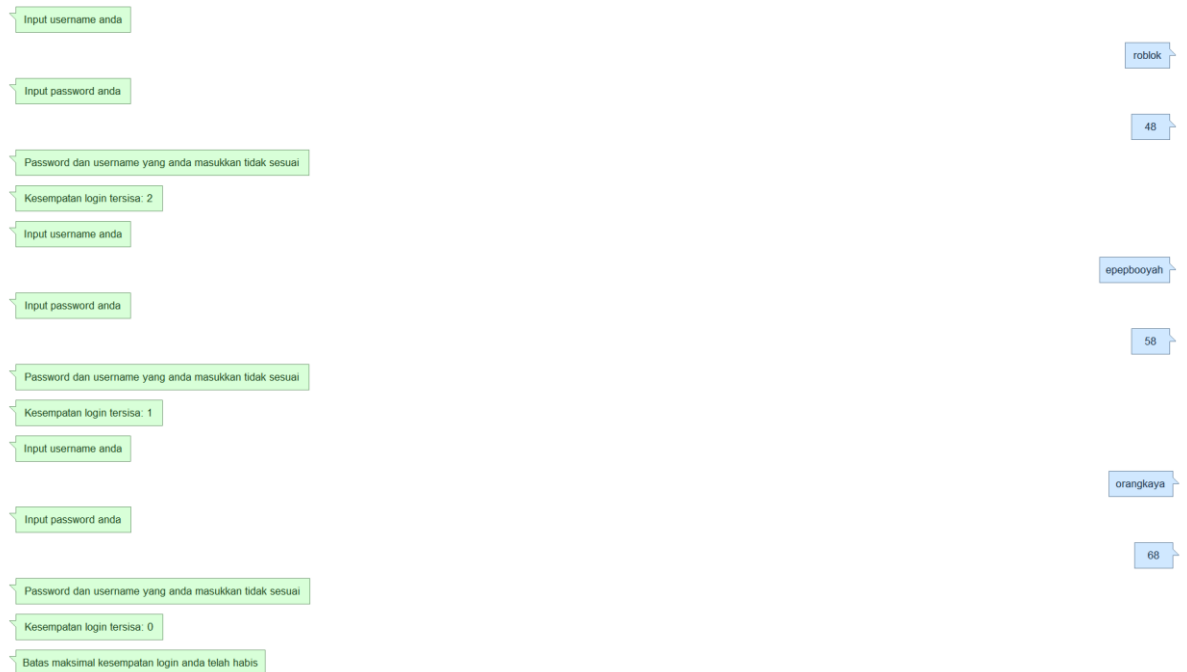 Input username anda
roblok
Input password anda
48
Password dan username yang anda masukkan tidak sesuai
Kesempatan login tersisa: 2
Input username anda
epepbooyah
Input password anda
58
Password dan username yang anda masukkan tidak sesuai
Kesempatan login tersisa: 1
Input username anda
orangkaya
Input password anda
68
Password dan username yang anda masukkan tidak sesuai
Kesempatan login tersisa: 0
Batas maksimal kesempatan login anda telah habis